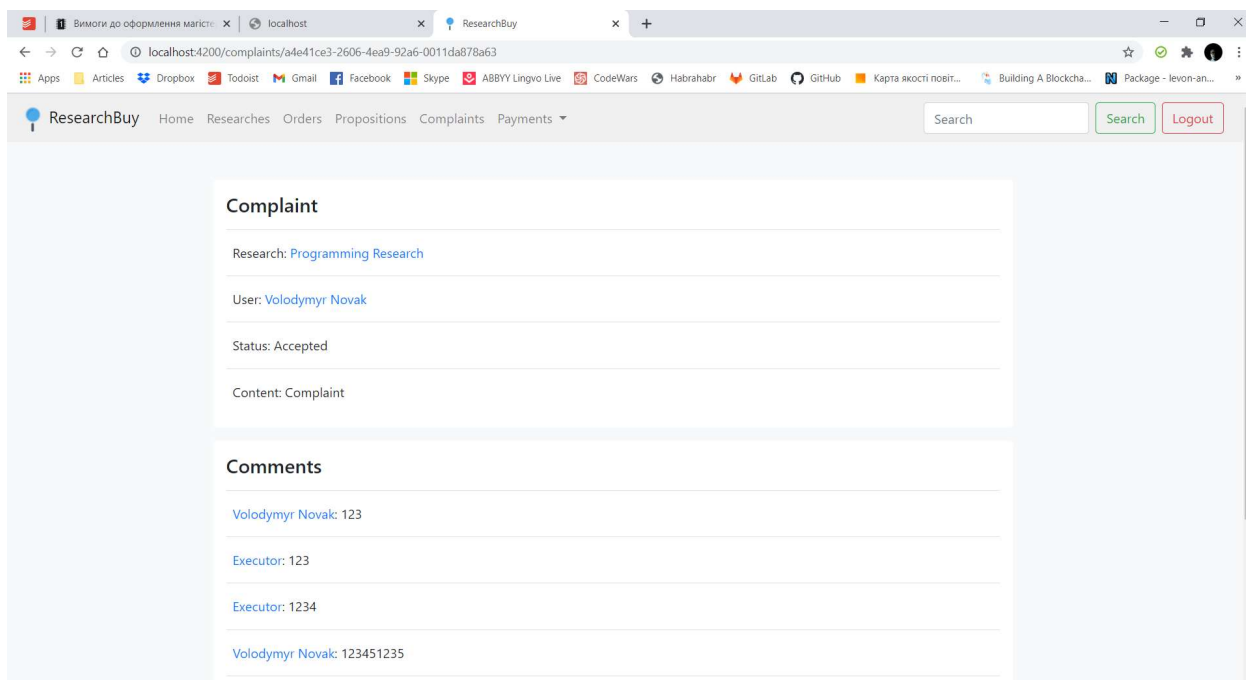 Вимоги до оформлення магісте
localhost
ResearchBuy
localhost:4200/complaints/a4e41ce3-2606-4ea9-92a6-0011da878a63
Apps Articles Dropbox Todoist Gmail Facebook Skype ABBYY Lingvo Live CodeWars Habrahabr GitLab GitHub Карта якості повіт... Building A Blockcha... Package - levon-an... »
ResearchBuy Home Researches Orders Propositions Complaints Payments Search Search Logout
Complaint
Research: Programming Research
User: Volodymyr Novak
Status: Accepted
Content: Complaint
Comments
Volodymyr Novak: 123
Executor: 123
Executor: 1234
Volodymyr Novak: 123451235